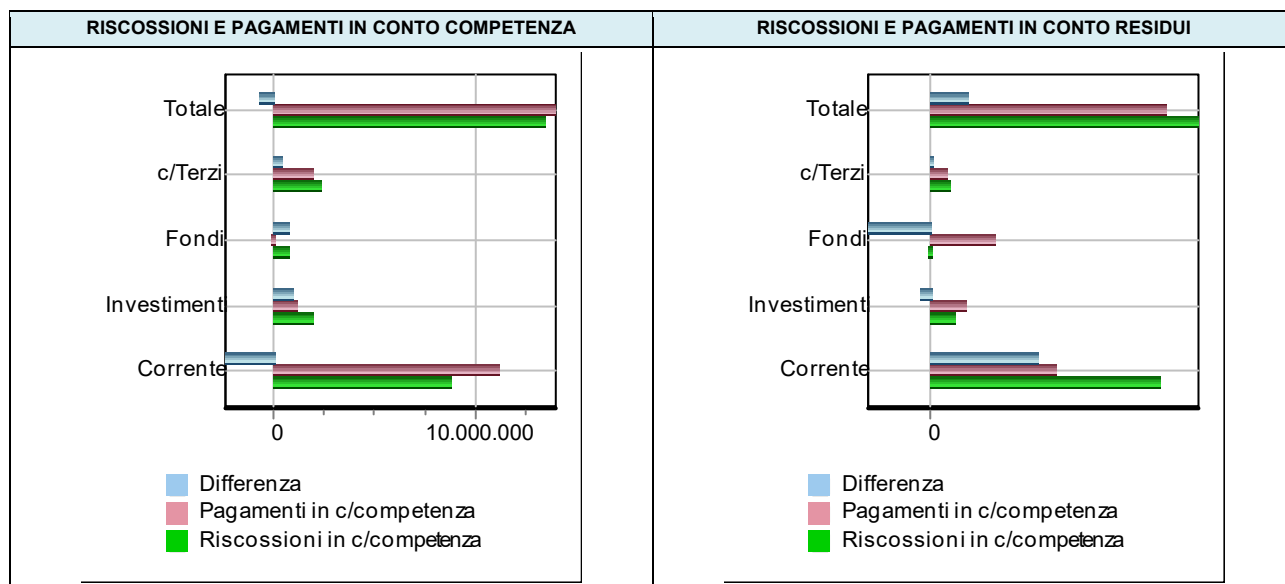 RISCOSSIONI E PAGAMENTI IN CONTO COMPETENZA
Totale
c/Terzi
Fondi
Investimenti
Corrente
0
10.000.000
Differenza
Pagamenti in c/competenza
Riscossioni in c/competenza
RISCOSSIONI E PAGAMENTI IN CONTO RESIDUI
Totale
c/Terzi
Fondi
Investimenti
Corrente
0
Differenza
Pagamenti in c/competenza
Riscossioni in c/competenza